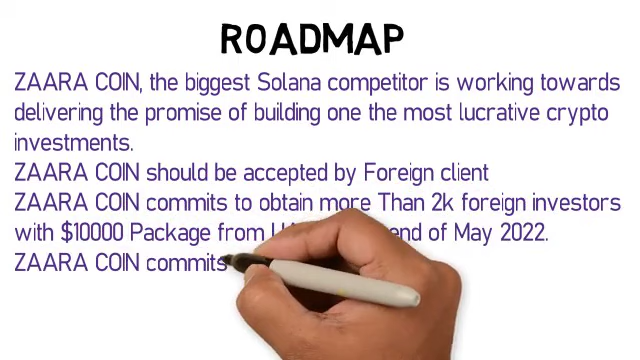 ROADMAP
ZAARA COIN, the biggest Solana competitor is working towards
delivering the promise of building one the most lucrative crypto
investments.
ZAARA COIN should be accepted by Foreign client
ZAARA COIN commits to obtain more Than 2k foreign investors
with $10000 Package from end of May 2022.
ZAARA COIN commits